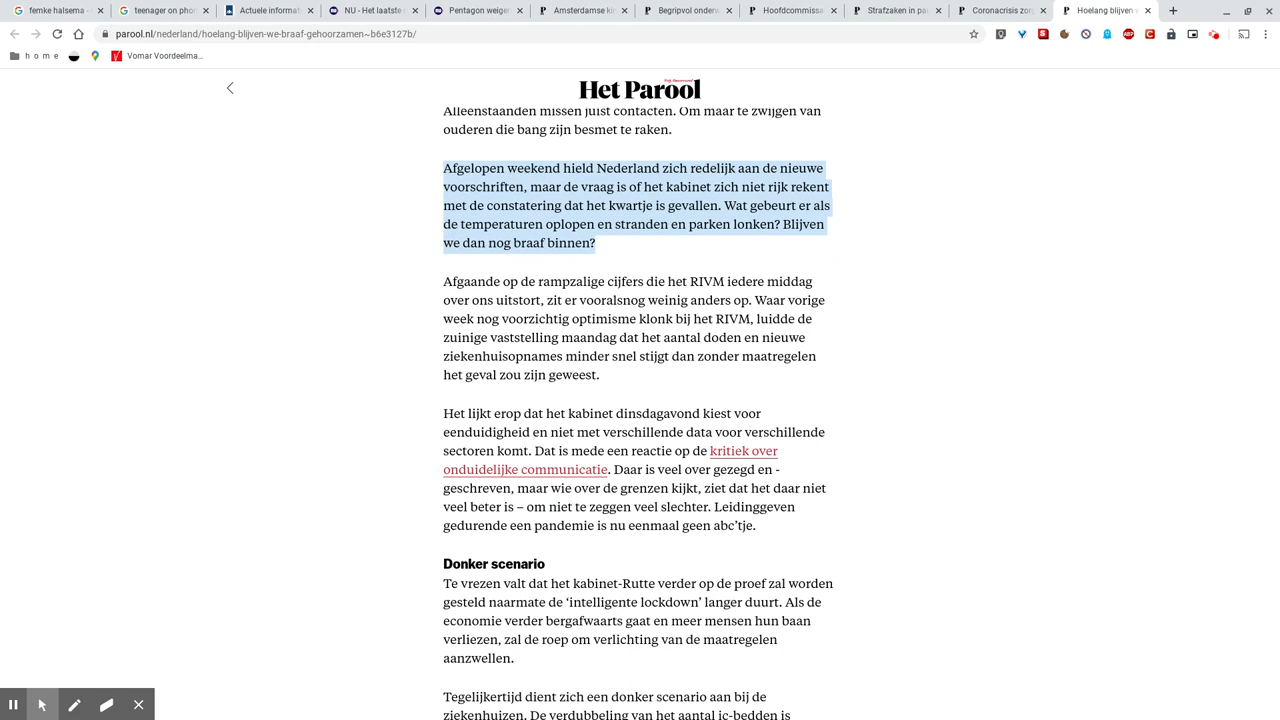 femke halsema -
teenager on phon
Actuele informat
NU - Het laatste n
Pentagon weiger
Amsterdamse kin
Begripvol onderw
Hoofdcommissa
Strafzaken in par
Coronacrisis zorg
Hoelang blijven w
parool.nl/nederland/hoelang-blijven-we-braaf-gehoorzamen~b6e3127b/
h o m e
Vomar Voordeelma...
Het Parool
Alleenstaanden missen juist contacten. Om maar te zwijgen van
ouderen die bang zijn besmet te raken.
Afgelopen weekend hield Nederland zich redelijk aan de nieuwe
voorschriften, maar de vraag is of het kabinet zich niet rijk rekent
met de constatering dat het kwartje is gevallen. Wat gebeurt er als
de temperaturen oplopen en stranden en parken lonken? Blijven
we dan nog braaf binnen?
Afgaande op de rampzalige cijfers die het RIVM iedere middag
over ons uitstort, zit er vooralsnog weinig anders op. Waar vorige
week nog voorzichtig optimisme klonk bij het RIVM, luidde de
zuinige vaststelling maandag dat het aantal doden en nieuwe
ziekenhuisopnames minder snel stijgt dan zonder maatregelen
het geval zou zijn geweest.
Het lijkt erop dat het kabinet dinsdagavond kiest voor
eenduidigheid en niet met verschillende data voor verschillende
sectoren komt. Dat is mede een reactie op de kritiek over
onduidelijke communicatie. Daar is veel over gezegd en -
geschreven, maar wie over de grenzen kijkt, ziet dat het daar niet
veel beter is – om niet te zeggen veel slechter. Leidinggeven
gedurende een pandemie is nu eenmaal geen abc’tje.
Donker scenario
Te vrezen valt dat het kabinet-Rutte verder op de proef zal worden
gesteld naarmate de ‘intelligente lockdown’ langer duurt. Als de
economie verder bergafwaarts gaat en meer mensen hun baan
verliezen, zal de roep om verlichting van de maatregelen
aanzwellen.
Tegelijkertijd dient zich een donker scenario aan bij de
ziekenhuizen. De verdubbeling van het aantal ic-bedden is